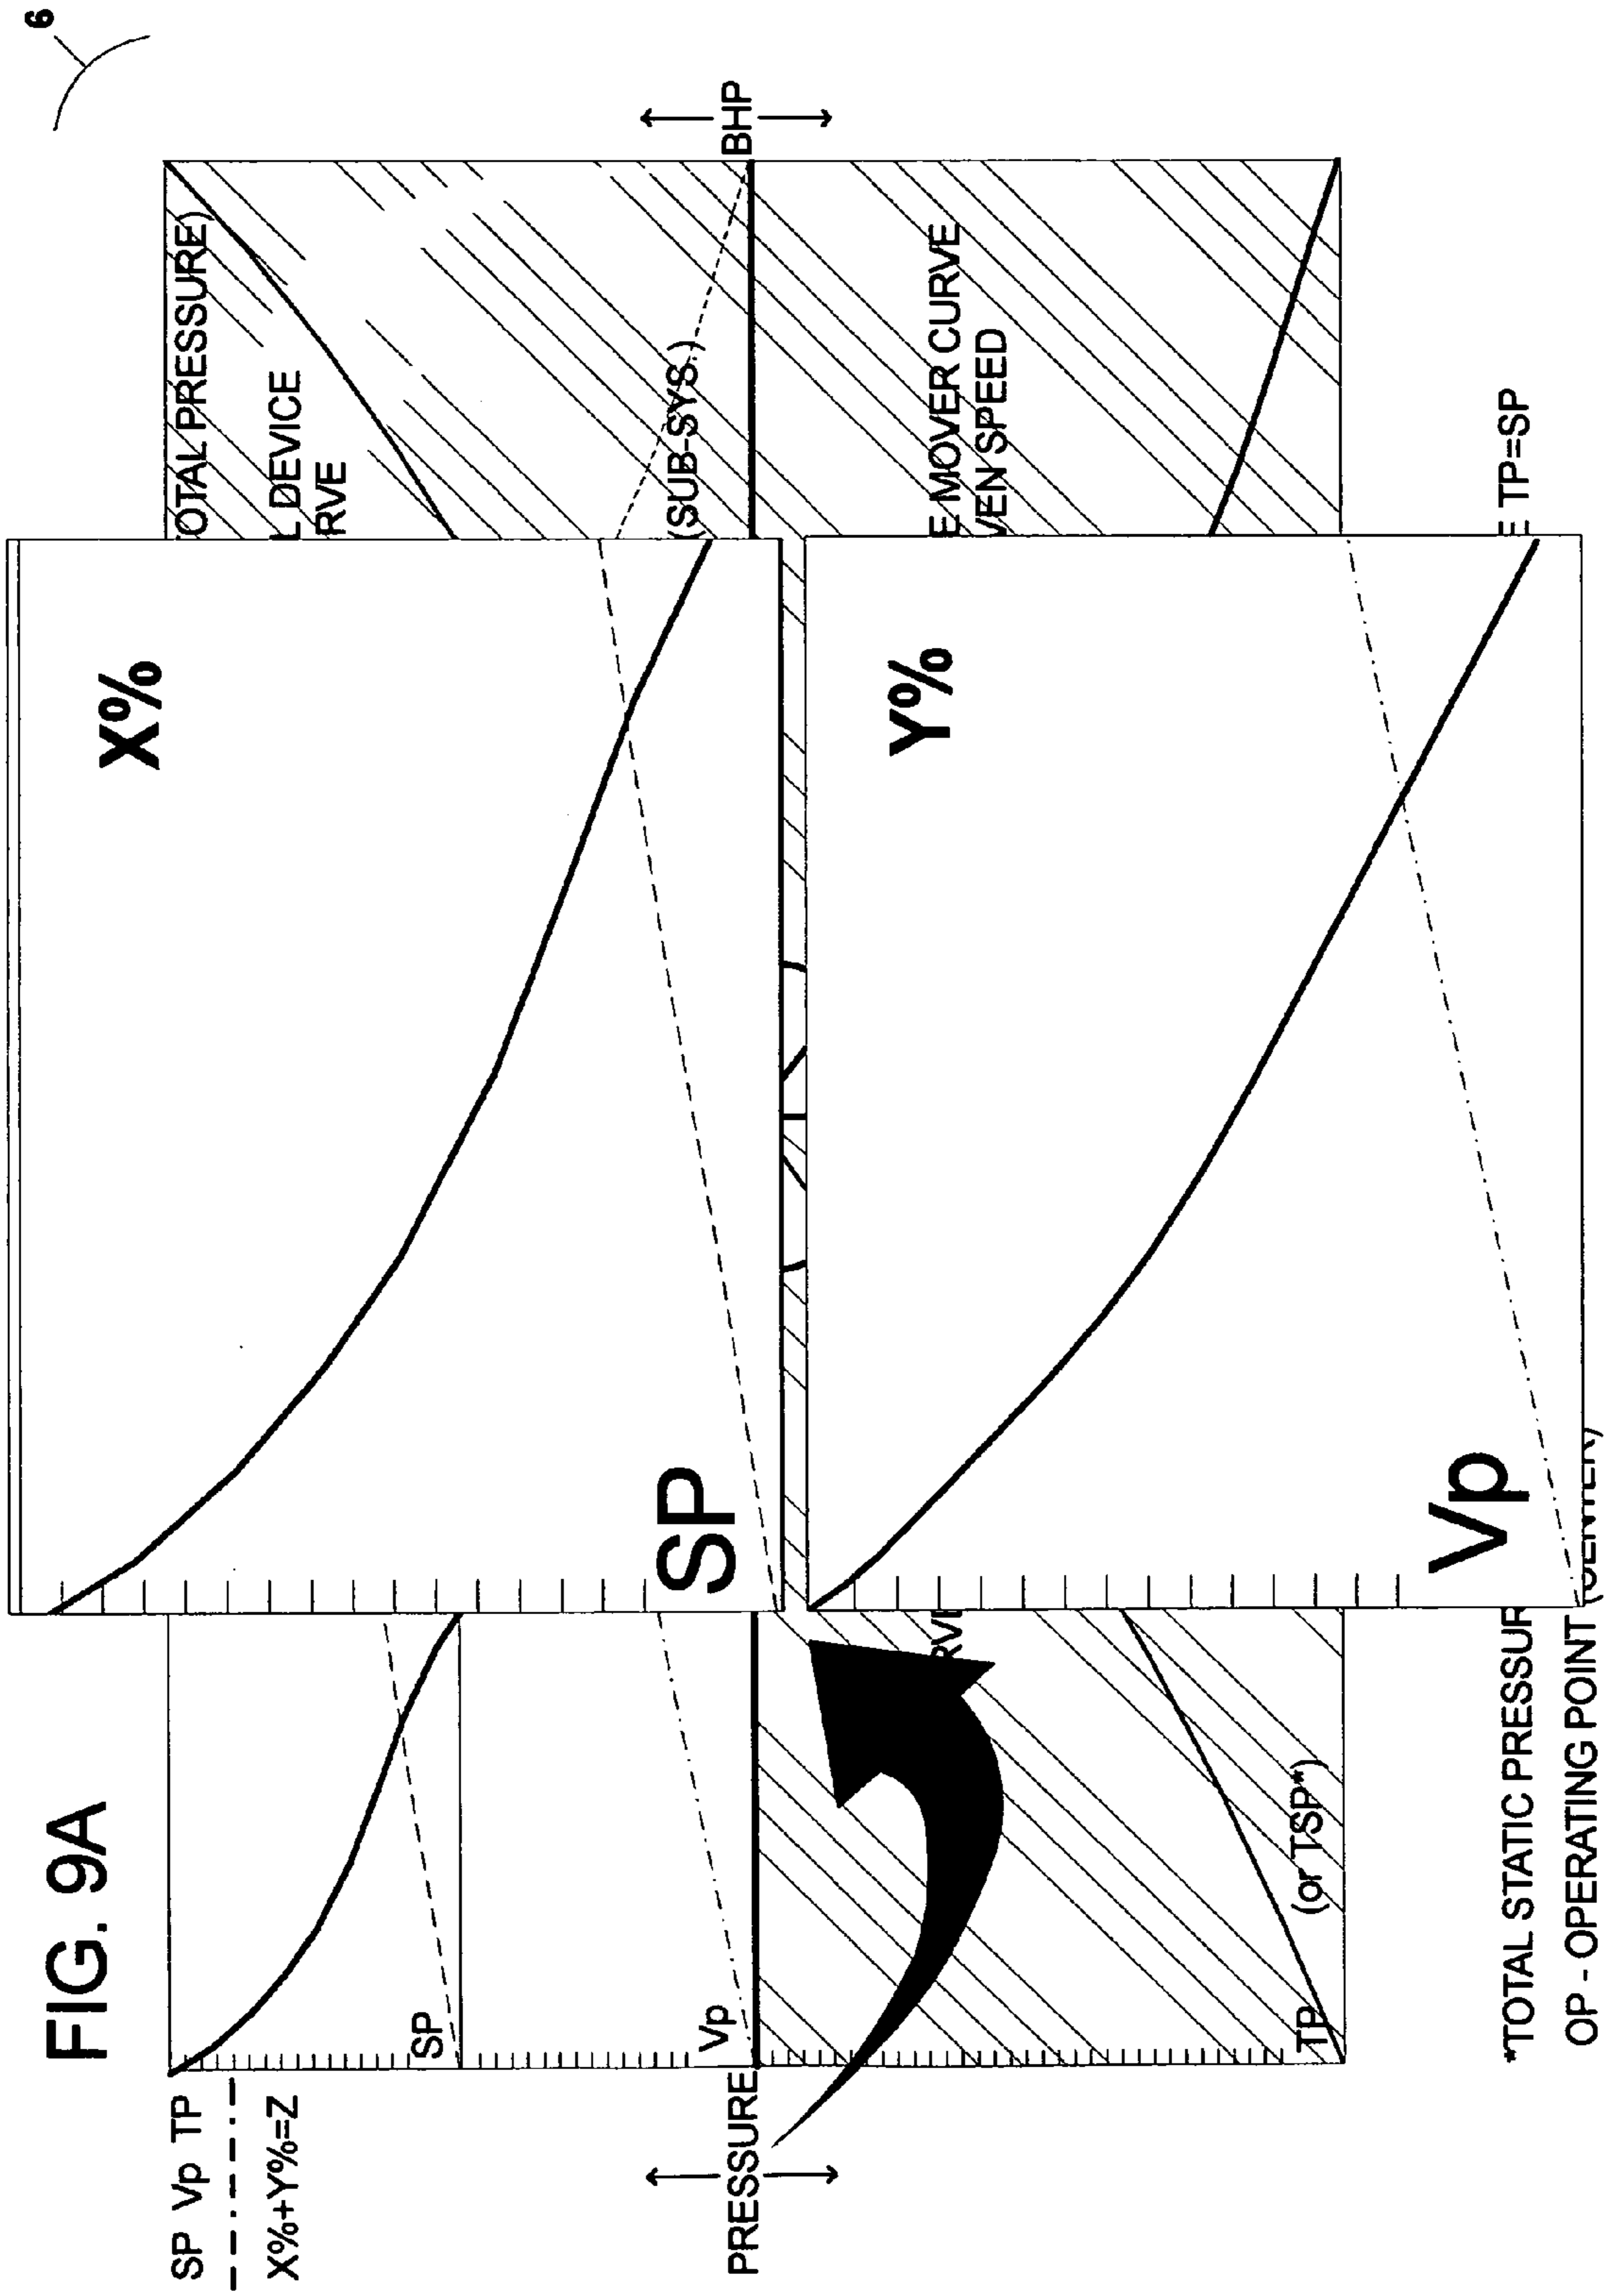 FIG. 9A
6
SP Vp TP
X%+Y%=Z
OTAL PRESSURE)
L DEVICE
RVE
X%
SP
SP
(SUB-SYS.)
Vp
PRESSURE
BHP
Y%
E MOVER CURVE
VEN SPEED
RVE
Vp
TP
(or TSP*)
*TOTAL STATIC PRESSUR
E TP=SP
OP - OPERATING POINT